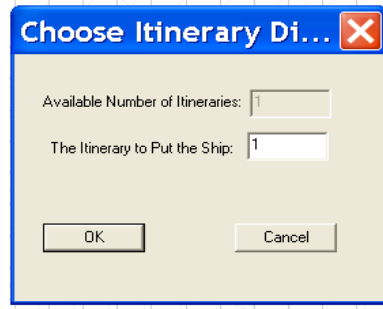 Choose Itinerary Di...
Available Number of Itineraries: 1
The Itinerary to Put the Ship: 1
OK Cancel